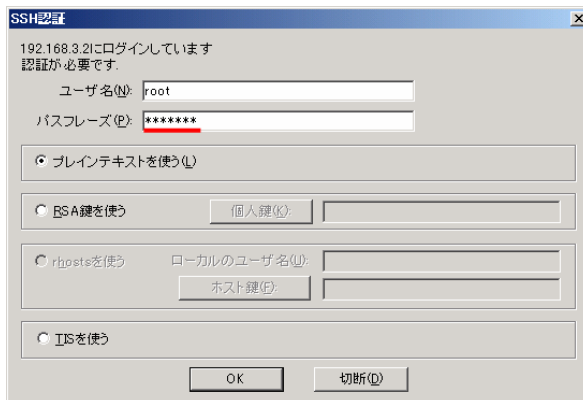 SSH認証
192.168.3.2にログインしています
認証が必要です.
ユーザ名(N): root
パスフレーズ(P): *******
プレインテキストを使う(L)
RSA鍵を使う 個人鍵(K):
rhostsを使う ローカルのユーザ名(U):
ホスト鍵(F):
TISを使う
OK 切断(D)